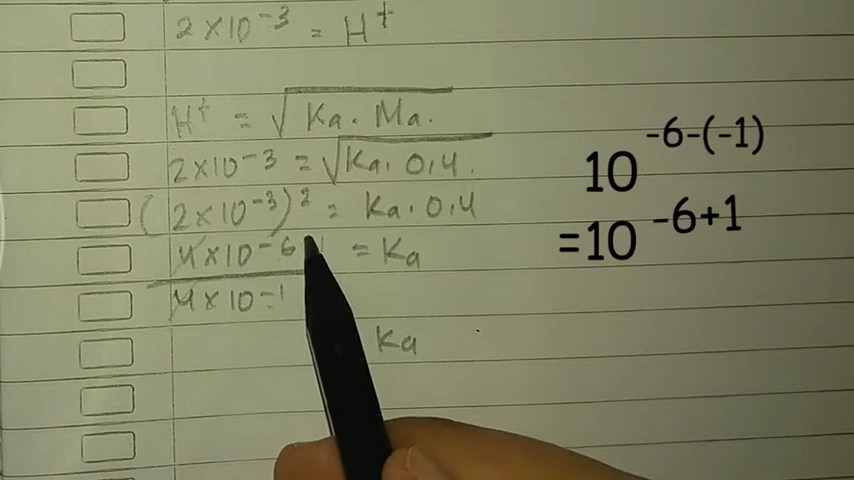 2×10⁻³ = H⁺
H⁺ = √Ka. Ma.
2×10⁻³ = √Ka. 0,4.
(2×10⁻³)² = Ka. 0,4
4×10⁻⁶ = Ka
4×10⁻¹
Ka
10⁻⁶⁻⁽⁻¹⁾
=10⁻⁶⁺¹